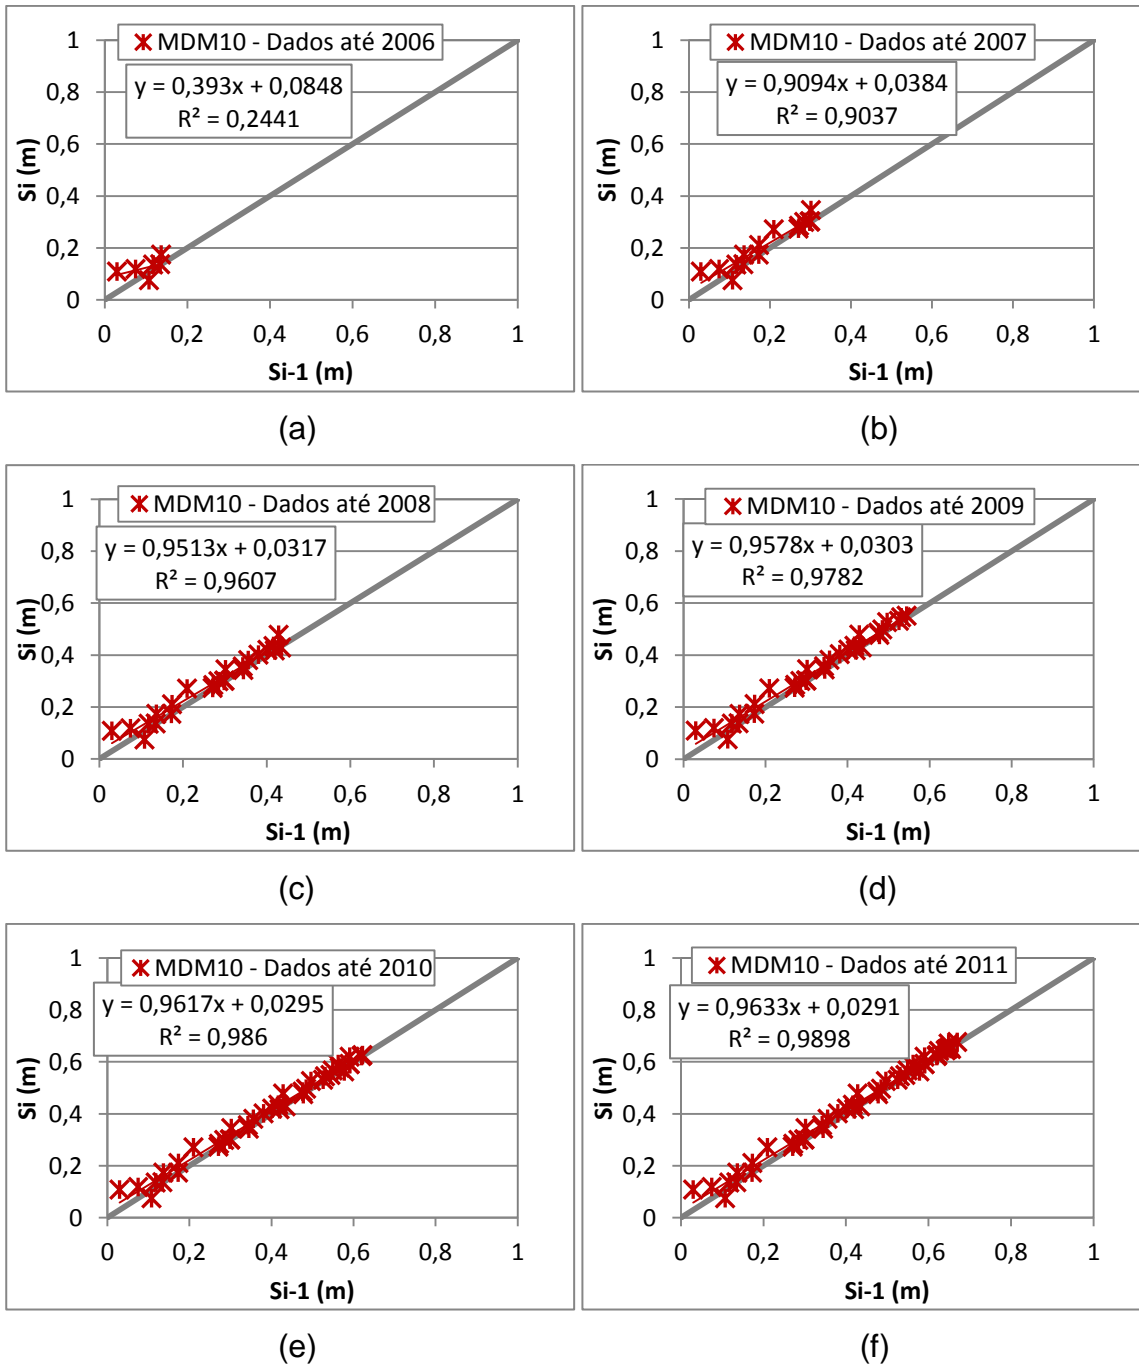 MDM10 - Dados até 2006
y = 0,393x + 0,0848
R² = 0,2441
1
0,8
0,6
0,4
0,2
0
Si (m)
0 0,2 0,4 0,6 0,8 1
Si-1 (m)
(a)
MDM10 - Dados até 2007
y = 0,9094x + 0,0384
R² = 0,9037
1
0,8
0,6
0,4
0,2
0
Si (m)
0 0,2 0,4 0,6 0,8 1
Si-1 (m)
(b)
MDM10 - Dados até 2008
y = 0,9513x + 0,0317
R² = 0,9607
1
0,8
0,6
0,4
0,2
0
Si (m)
0 0,2 0,4 0,6 0,8 1
Si-1 (m)
(c)
MDM10 - Dados até 2009
y = 0,9578x + 0,0303
R² = 0,9782
1
0,8
0,6
0,4
0,2
0
Si (m)
0 0,2 0,4 0,6 0,8 1
Si-1 (m)
(d)
MDM10 - Dados até 2010
y = 0,9617x + 0,0295
R² = 0,986
1
0,8
0,6
0,4
0,2
0
Si (m)
0 0,2 0,4 0,6 0,8 1
Si-1 (m)
(e)
MDM10 - Dados até 2011
y = 0,9633x + 0,0291
R² = 0,9898
1
0,8
0,6
0,4
0,2
0
Si (m)
0 0,2 0,4 0,6 0,8 1
Si-1 (m)
(f)